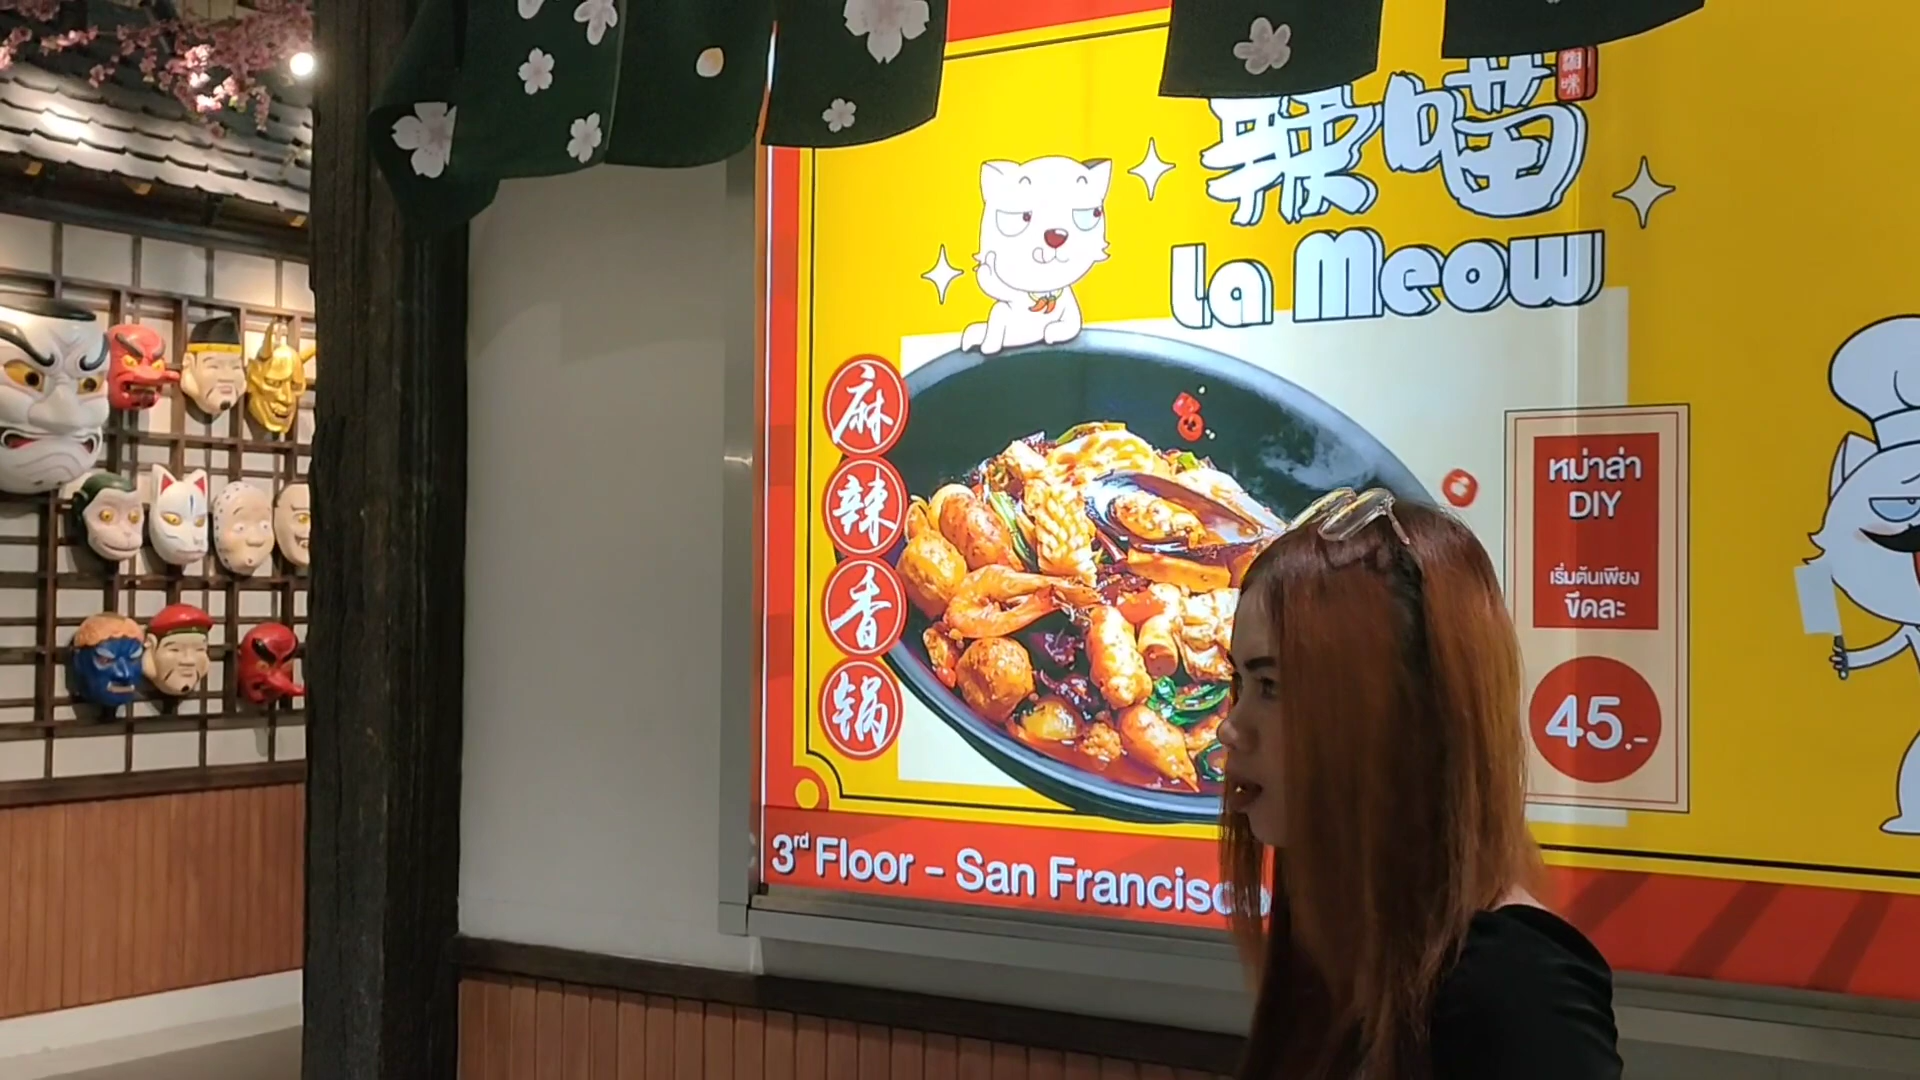 辣喵
La Meow
麻
辣
香
锅
หม่าล่า
DIY
เริ่มต้นเพียง
ขีดละ
45.-
3rd Floor - San Francisco